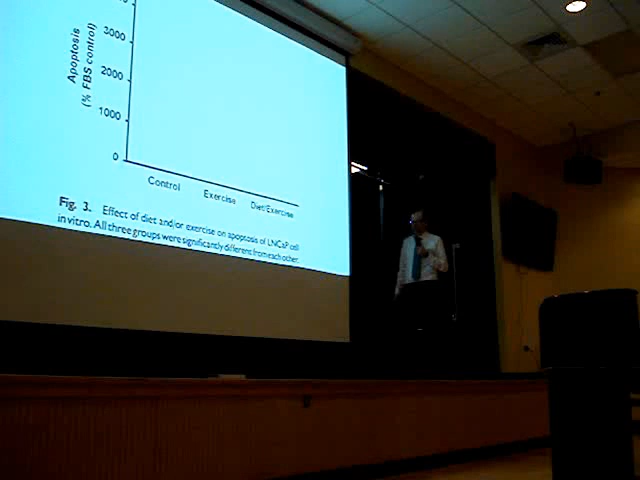 3000
Apoptosis
(% FBS control)
2000
1000
0
Control Exercise Diet/Exercise
Fig. 3. Effect of diet and/or exercise on apoptosis of LNCaP cell
in vitro. All three groups were significantly different from each other.